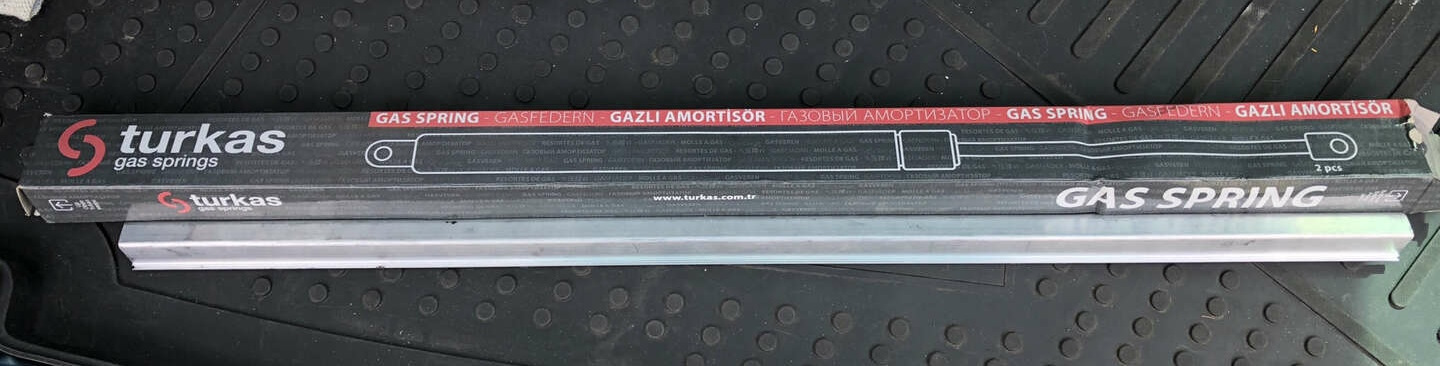 GAS SPRING - GASFEDERN - GAZLI AMORTİSÖR - ГАЗОВЫЙ АМОРТИЗАТОР - GAS SPRING - GASFEDERN - GAZLI AMORTİSÖR
turkas
gas springs
2 pcs
turkas
gas springs
www.turkas.com.tr
GAS SPRING